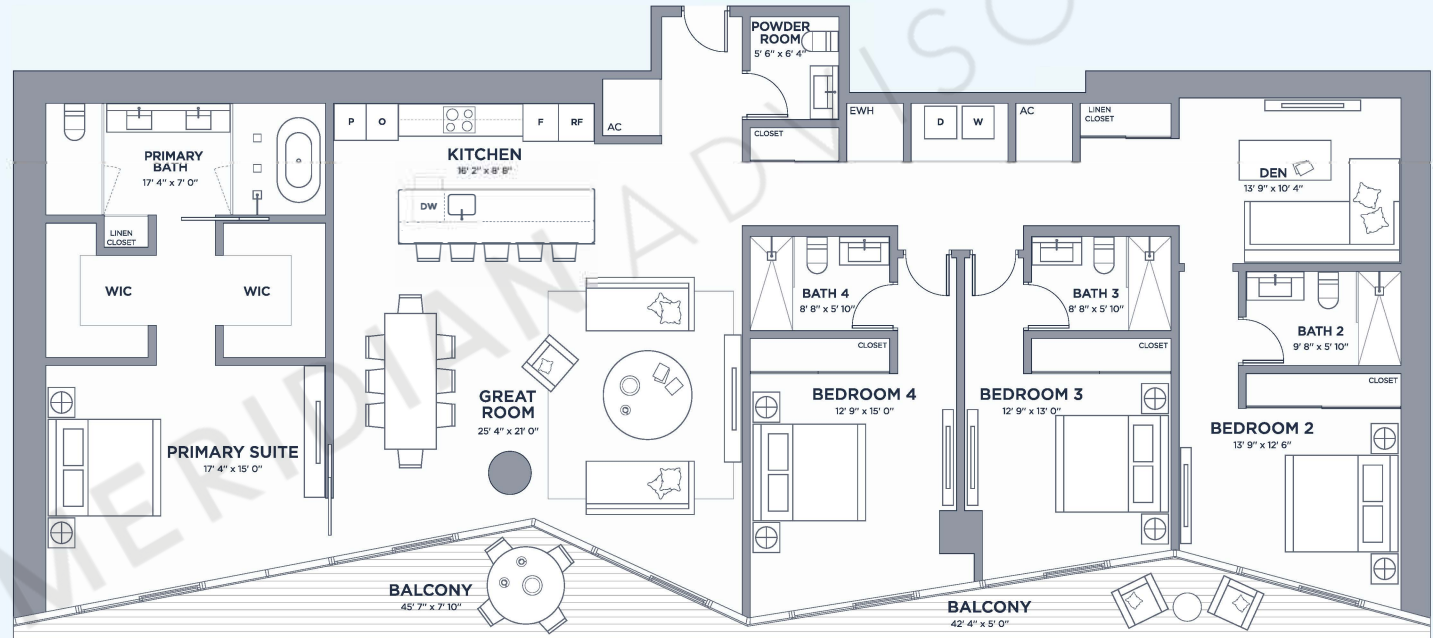 POWDER
ROOM
5' 6" x 6' 4"
P
O
F
RF
AC
CLOSET
EWH
D
W
AC
LINEN
CLOSET
PRIMARY
BATH
17' 4" x 7' 0"
KITCHEN
16' 2" x 8' 8"
DEN
13' 9" x 10' 4"
DW
LINEN
CLOSET
WIC
WIC
BATH 4
8' 8" x 5' 10"
BATH 3
8' 8" x 5' 10"
BATH 2
9' 8" x 5' 10"
CLOSET
CLOSET
CLOSET
GREAT
ROOM
25' 4" x 21' 0"
BEDROOM 4
12' 9" x 15' 0"
BEDROOM 3
12' 9" x 13' 0"
BEDROOM 2
13' 9" x 12' 6"
PRIMARY SUITE
17' 4" x 15' 0"
BALCONY
45' 7" x 7' 10"
BALCONY
42' 4" x 5' 0"
MERIDIAN ADVISO